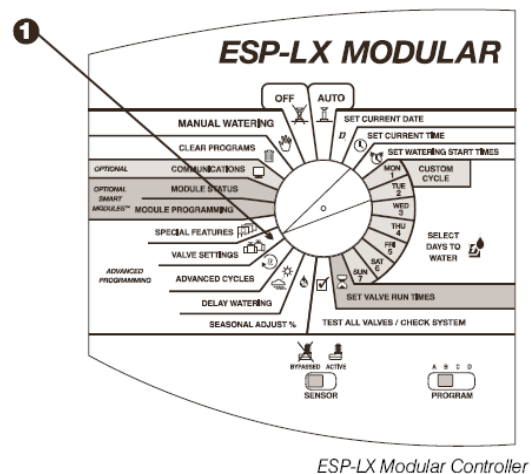 1
ESP-LX MODULAR
OFF
AUTO
MANUAL WATERING
SET CURRENT DATE
17
SET CURRENT TIME
CLEAR PROGRAMS
SET WATERING START TIMES
OPTIONAL
COMMUNICATIONS
MON
1
CUSTOM
CYCLE
OPTIONAL
SMART
MODULES™
MODULE STATUS
MODULE PROGRAMMING
TUE
2
WED
3
THU
4
FRI
5
SAT
6
SUN
7
SELECT
DAYS TO
WATER
SPECIAL FEATURES
VALVE SETTINGS
ADVANCED
PROGRAMMING
ADVANCED CYCLES
DELAY WATERING
SET VALVE RUN TIMES
SEASONAL ADJUST %
TEST ALL VALVES / CHECK SYSTEM
BYPASSED ACTIVE
SENSOR
A B C D
PROGRAM
ESP-LX Modular Controller